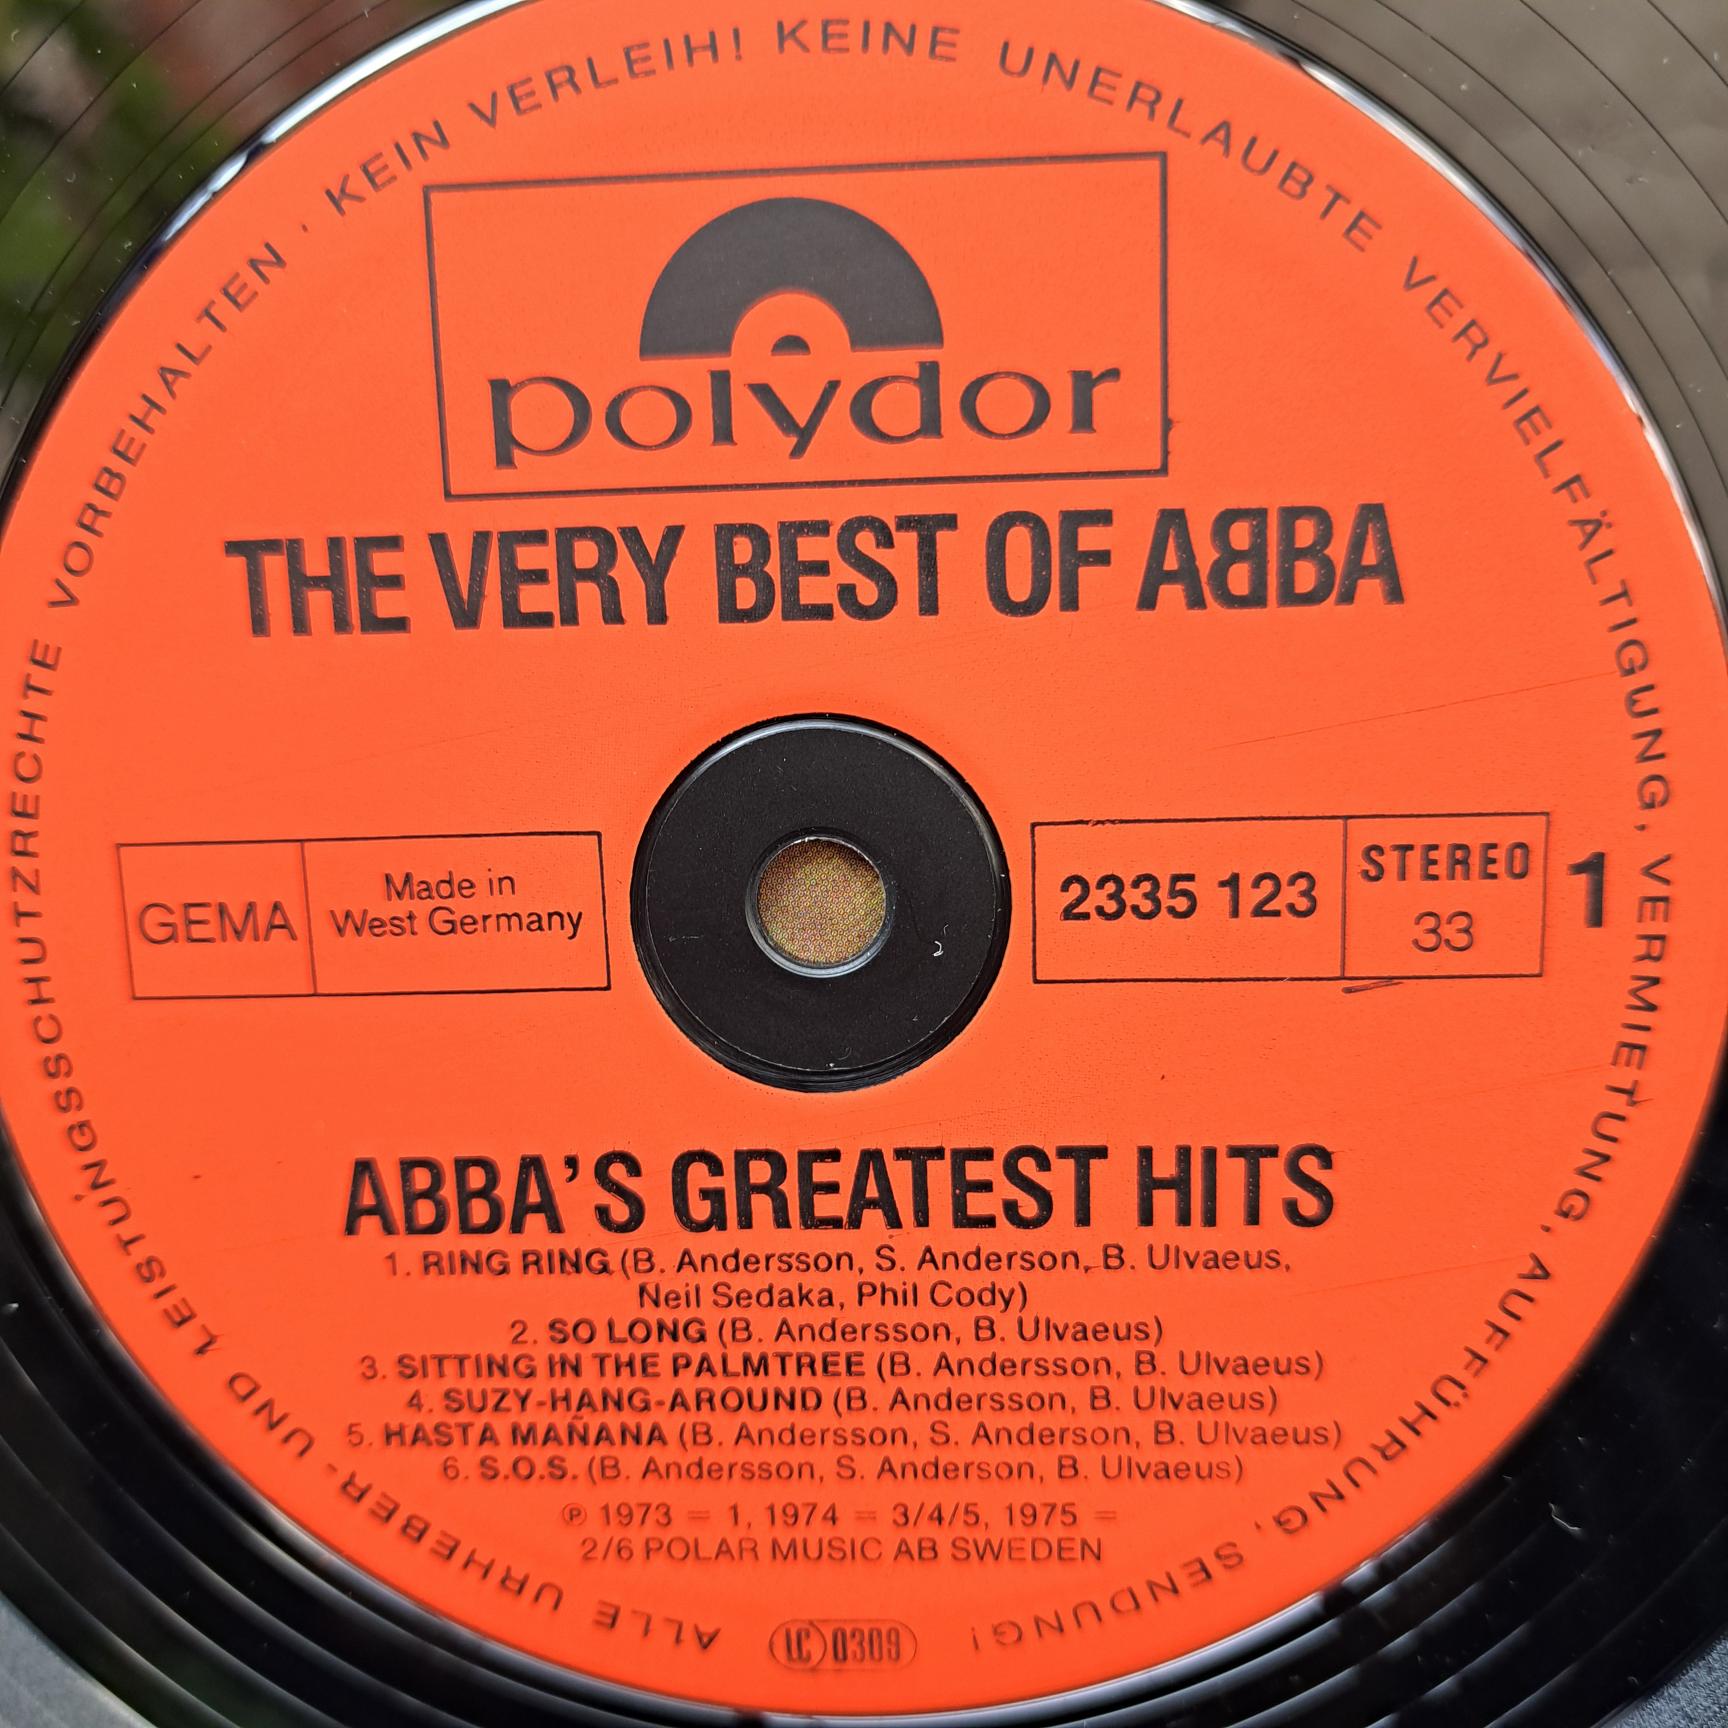 ALLE URHEBER- UND LEISTUNGSSCHUTZRECHTE VORBEHALTEN · KEIN VERLEIH! KEINE UNERLAUBTE VERVIELFÄLTIGUNG, VERMIETUNG, AUFFÜHRUNG, SENDUNG!
polydor
THE VERY BEST OF ABBA
GEMA
Made in
West Germany
2335 123
STEREO
33
1
ABBA'S GREATEST HITS
1. RING RING (B. Andersson, S. Anderson, B. Ulvaeus,
Neil Sedaka, Phil Cody)
2. SO LONG (B. Andersson, B. Ulvaeus)
3. SITTING IN THE PALMTREE (B. Andersson, B. Ulvaeus)
4. SUZY-HANG-AROUND (B. Andersson, B. Ulvaeus)
5. HASTA MAÑANA (B. Andersson, S. Anderson, B. Ulvaeus)
6. S.O.S. (B. Andersson, S. Anderson, B. Ulvaeus)
℗ 1973 = 1, 1974 = 3/4/5, 1975 =
2/6 POLAR MUSIC AB SWEDEN
LC 0309